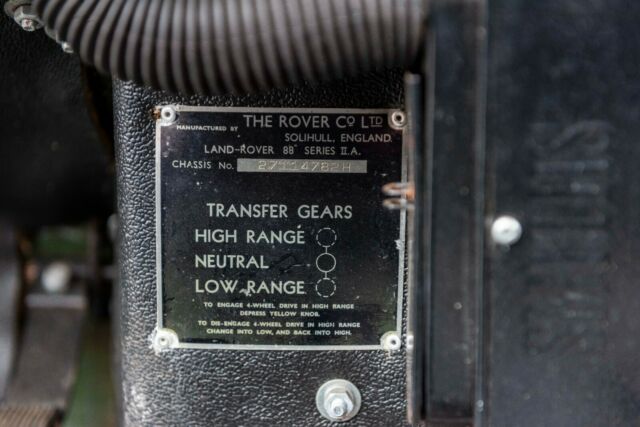 THE ROVER Co LTD
MANUFACTURED BY
SOLIHULL, ENGLAND.
LAND-ROVER 88" SERIES II.A.
CHASSIS No. 27114782H
TRANSFER GEARS
HIGH RANGE
NEUTRAL
LOW RANGE
TO ENGAGE 4-WHEEL DRIVE IN HIGH RANGE
DEPRESS YELLOW KNOB.
TO DIS-ENGAGE 4-WHEEL DRIVE IN HIGH RANGE
CHANGE INTO LOW, AND BACK INTO HIGH.